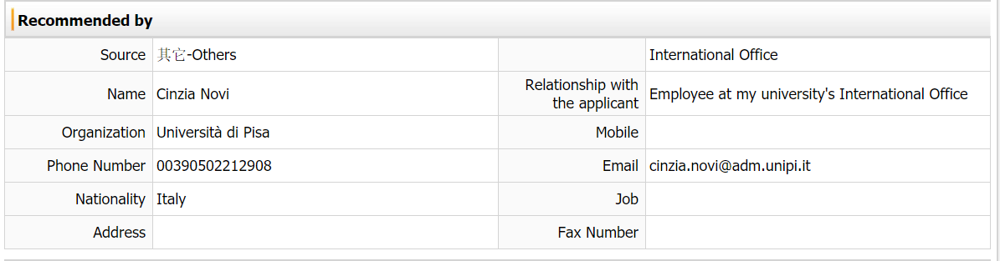 Recommended by
Source 其它-Others International Office
Name Cinzia Novi Relationship with the applicant Employee at my university's International Office
Organization Università di Pisa Mobile
Phone Number 00390502212908 Email cinzia.novi@adm.unipi.it
Nationality Italy Job
Address Fax Number